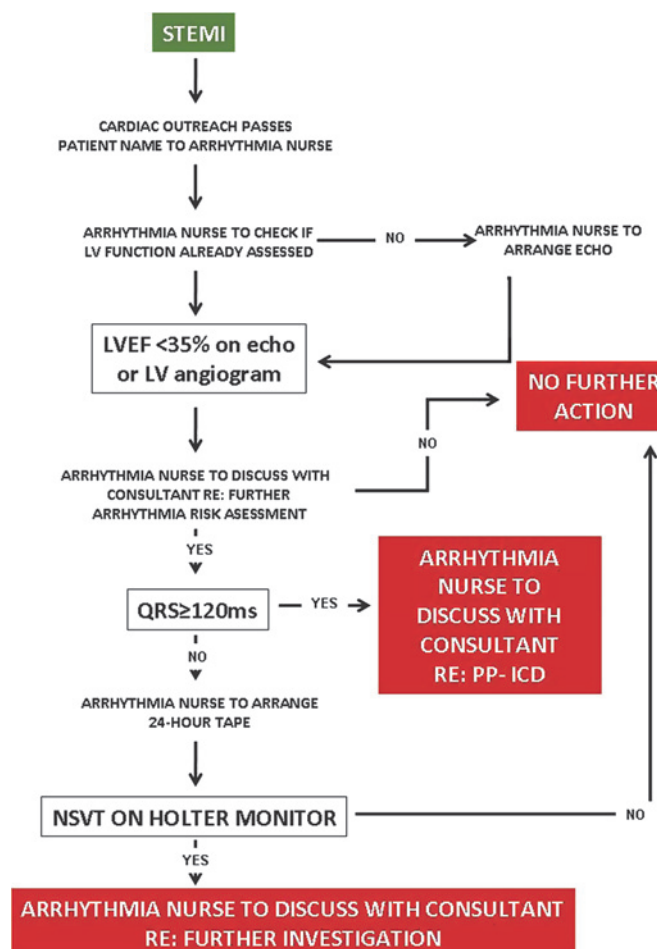 STEMI
CARDIAC OUTREACH PASSES
PATIENT NAME TO ARRHYTHMIA NURSE
ARRHYTHMIA NURSE TO CHECK IF
LV FUNCTION ALREADY ASSESSED
NO
ARRHYTHMIA NURSE TO
ARRANGE ECHO
LVEF <35% on echo
or LV angiogram
NO FURTHER
ACTION
NO
ARRHYTHMIA NURSE TO DISCUSS WITH
CONSULTANT RE: FURTHER
ARRHYTHMIA RISK ASESSMENT
YES
QRS≥120ms
YES
ARRHYTHMIA
NURSE TO
DISCUSS WITH
CONSULTANT
RE: PP- ICD
NO
ARRHYTHMIA NURSE TO ARRANGE
24-HOUR TAPE
NSVT ON HOLTER MONITOR
NO
YES
ARRHYTHMIA NURSE TO DISCUSS WITH CONSULTANT
RE: FURTHER INVESTIGATION